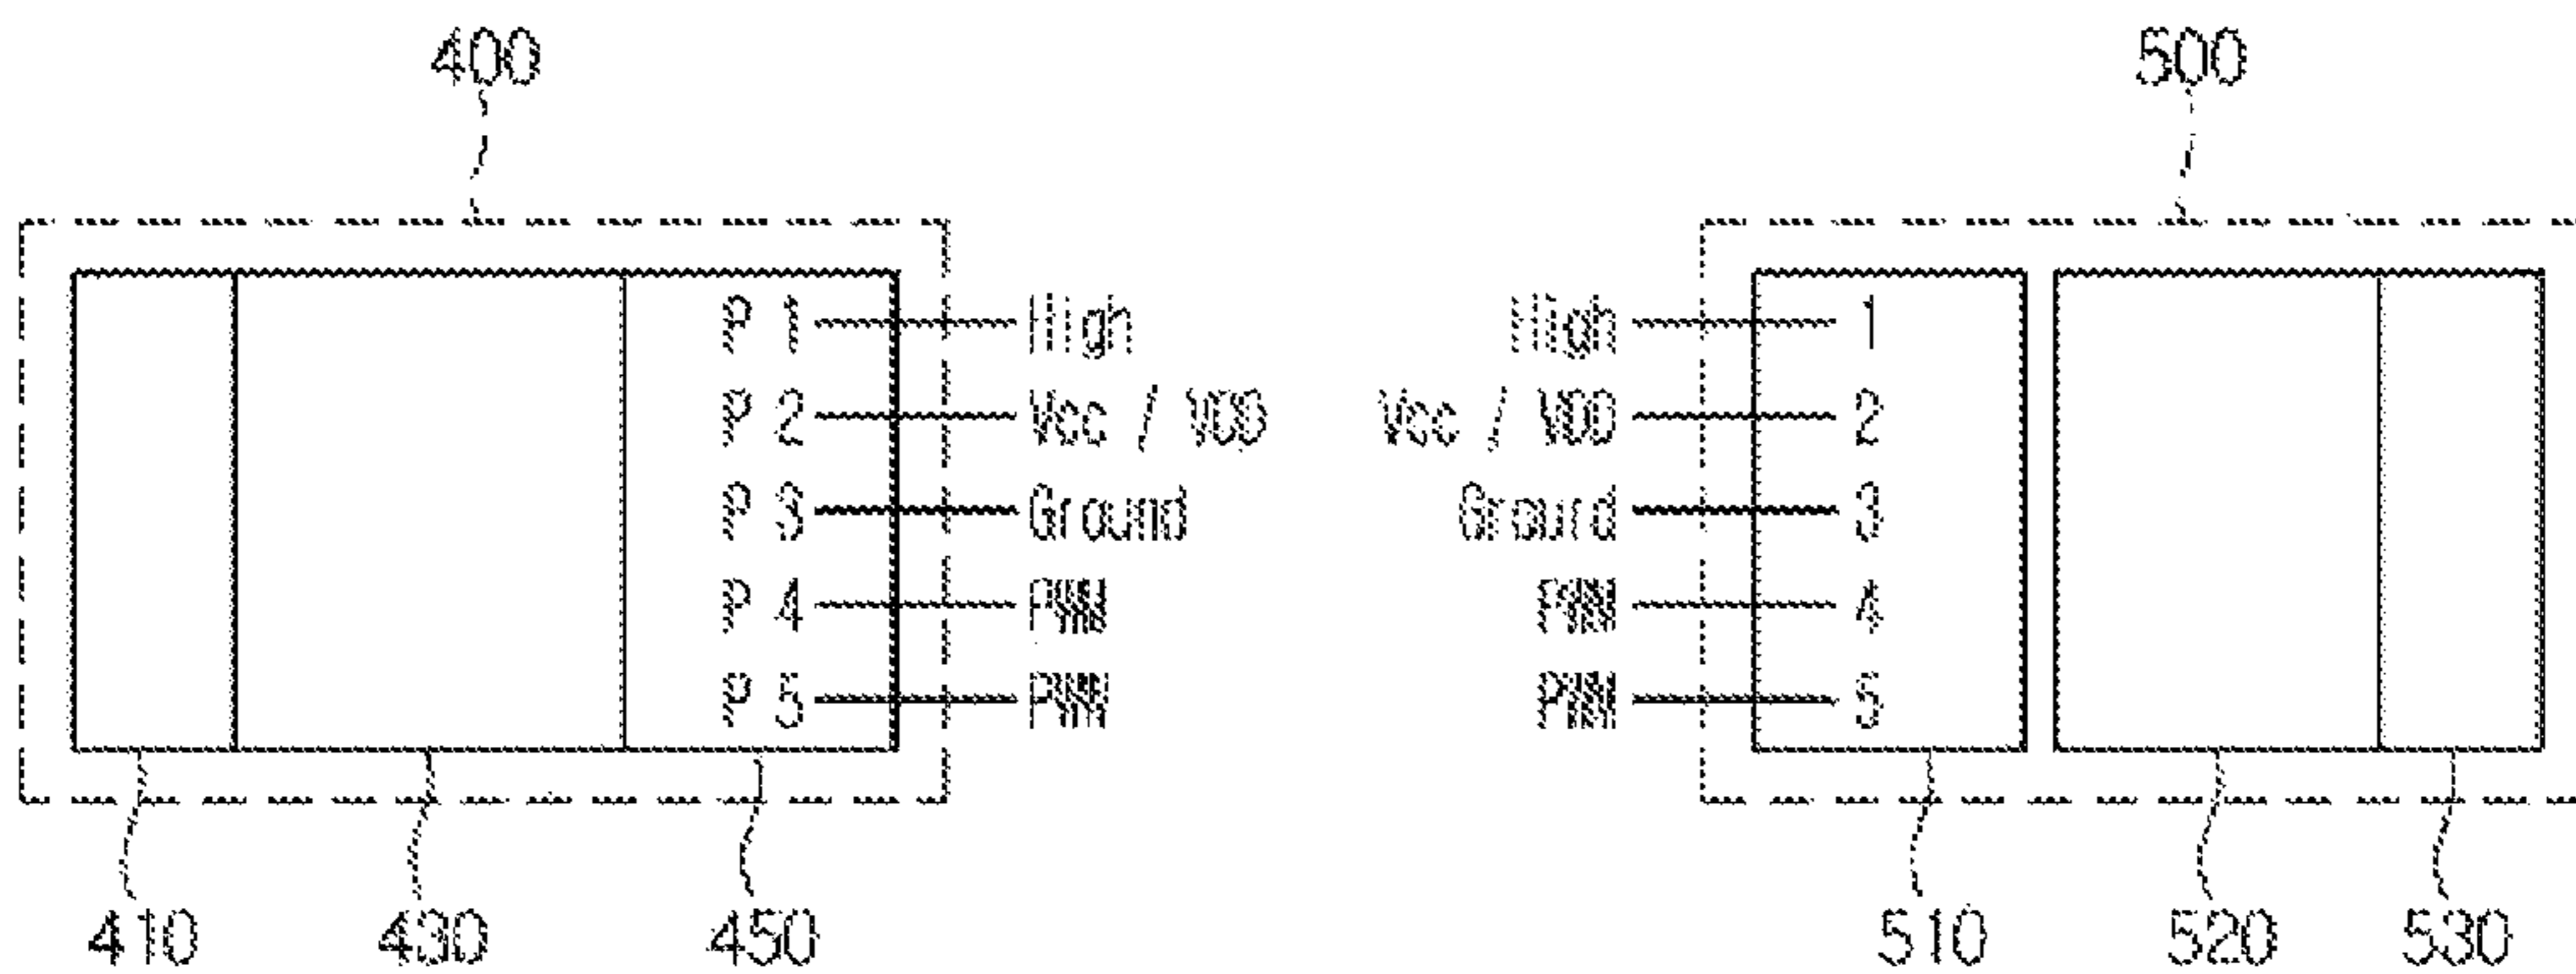 400 500
P 1 High High 1
P 2 Vcc / VDD Vcc / VDD 2
P 3 Ground Ground 3
P 4 PWM PWM 4
P 5 PWM PWM 5
410 430 450 510 520 530